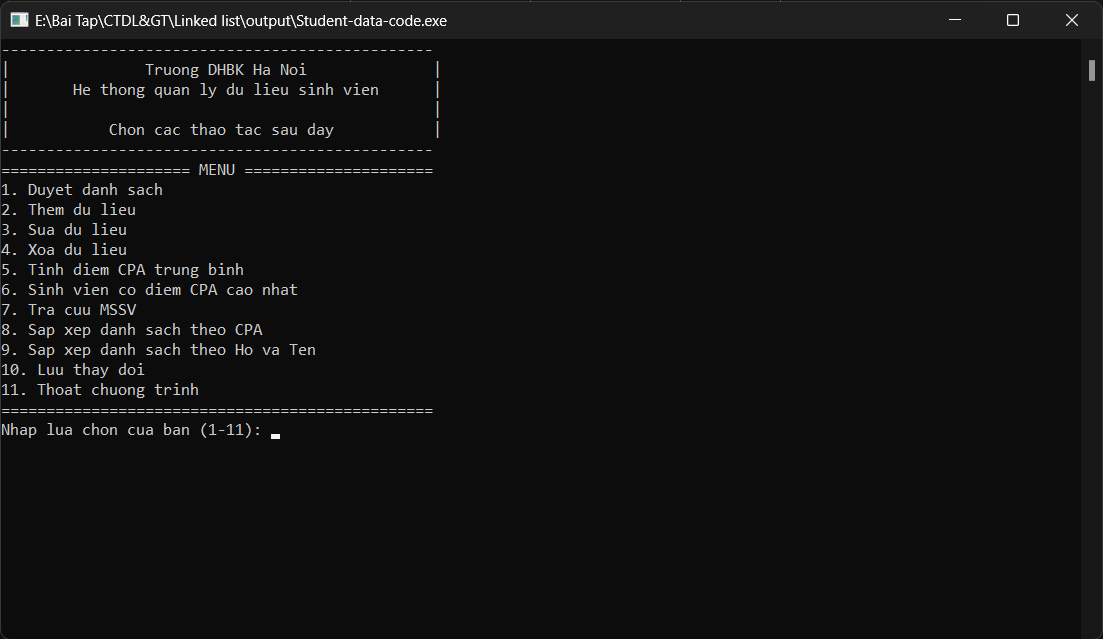 E:\Bai Tap\CTDL&GT\Linked list\output\Student-data-code.exe
------------------------------------------------
|               Truong DHBK Ha Noi              |
|       He thong quan ly du lieu sinh vien      |
|                                               |
|           Chon cac thao tac sau day           |
------------------------------------------------
===================== MENU =====================
1. Duyet danh sach
2. Them du lieu
3. Sua du lieu
4. Xoa du lieu
5. Tinh diem CPA trung binh
6. Sinh vien co diem CPA cao nhat
7. Tra cuu MSSV
8. Sap xep danh sach theo CPA
9. Sap xep danh sach theo Ho va Ten
10. Luu thay doi
11. Thoat chuong trinh
================================================
Nhap lua chon cua ban (1-11):